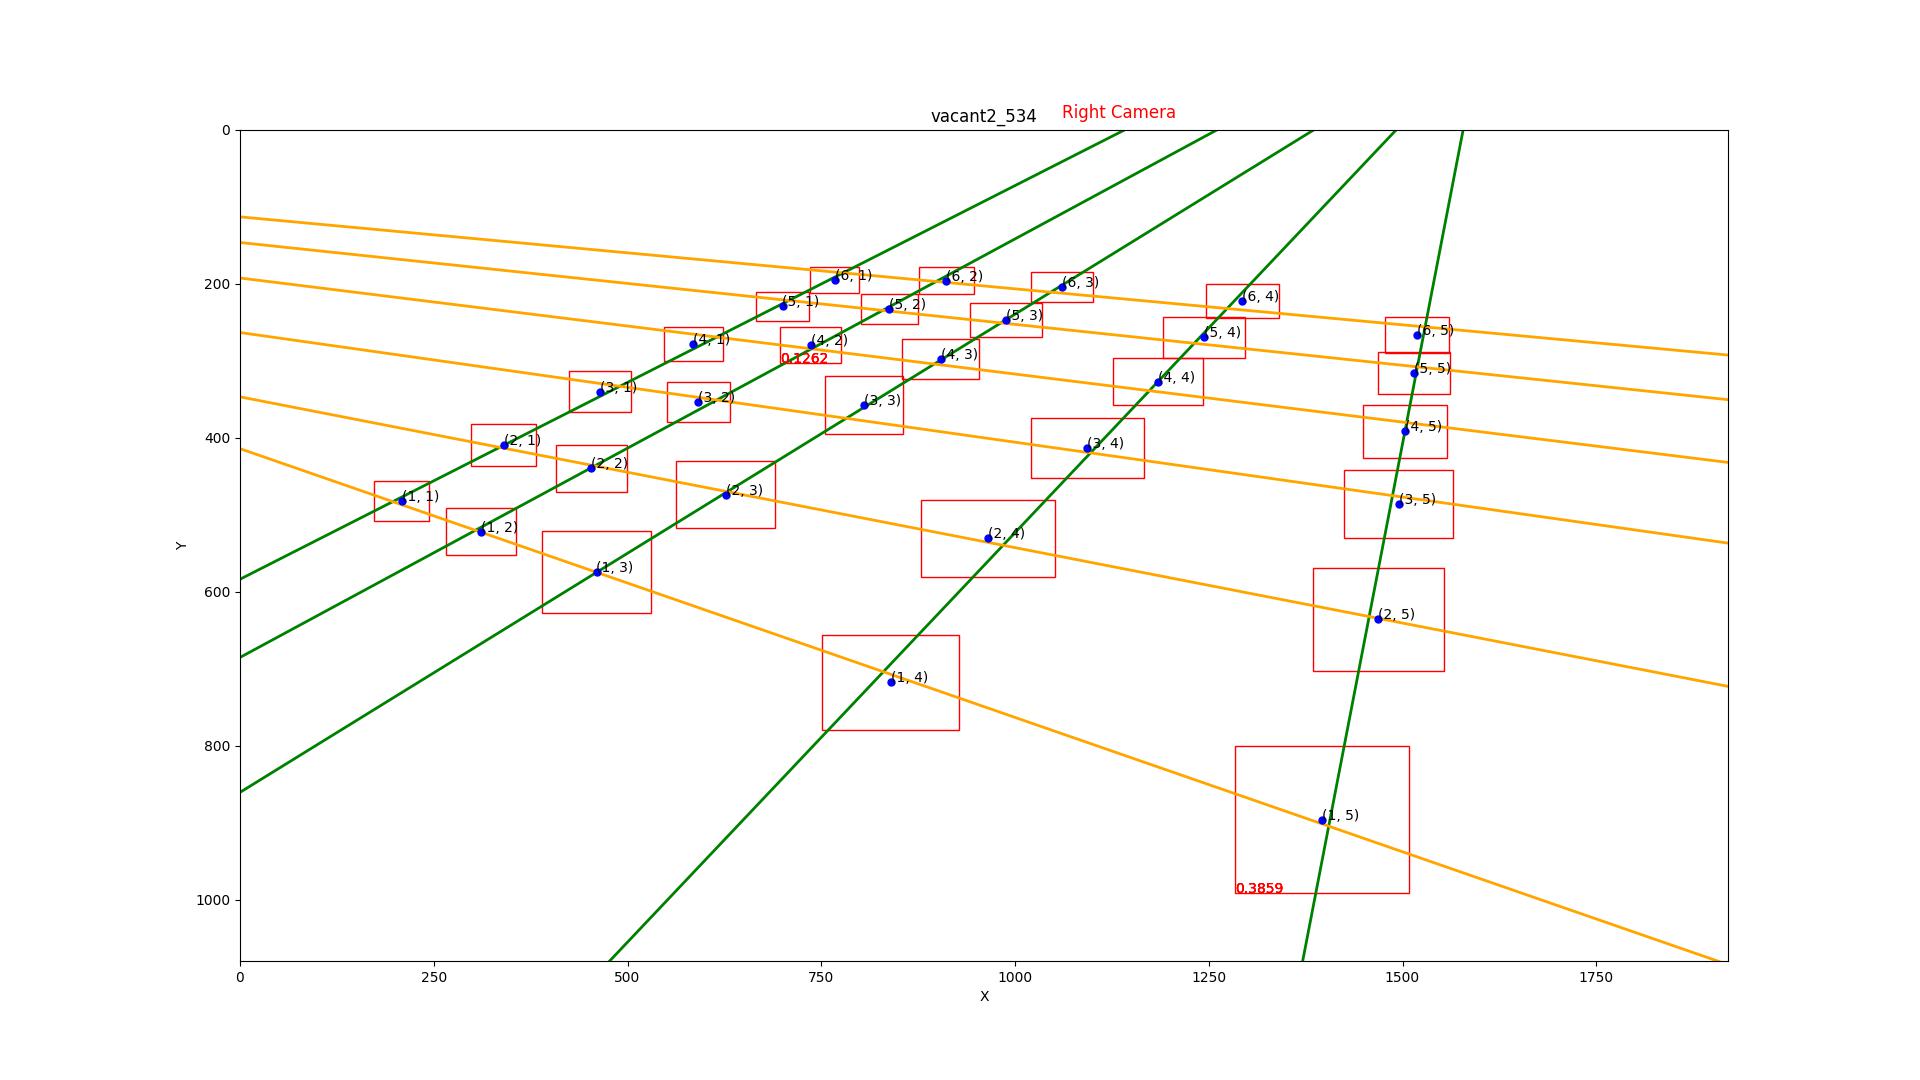 vacant2_534 Right Camera
0
200
400
600
800
1000
Y
(6, 1) (6, 2) (6, 3) (6, 4) (6, 5)
(5, 1) (5, 2) (5, 3) (5, 4) (5, 5)
(4, 1) (4, 2) (4, 3) (4, 4) (4, 5)
0.1262
(3, 1) (3, 2) (3, 3) (3, 4) (3, 5)
(2, 1) (2, 2) (2, 3) (2, 4) (2, 5)
(1, 1) (1, 2) (1, 3) (1, 4) (1, 5)
0.3859
0 250 500 750 1000 1250 1500 1750
X